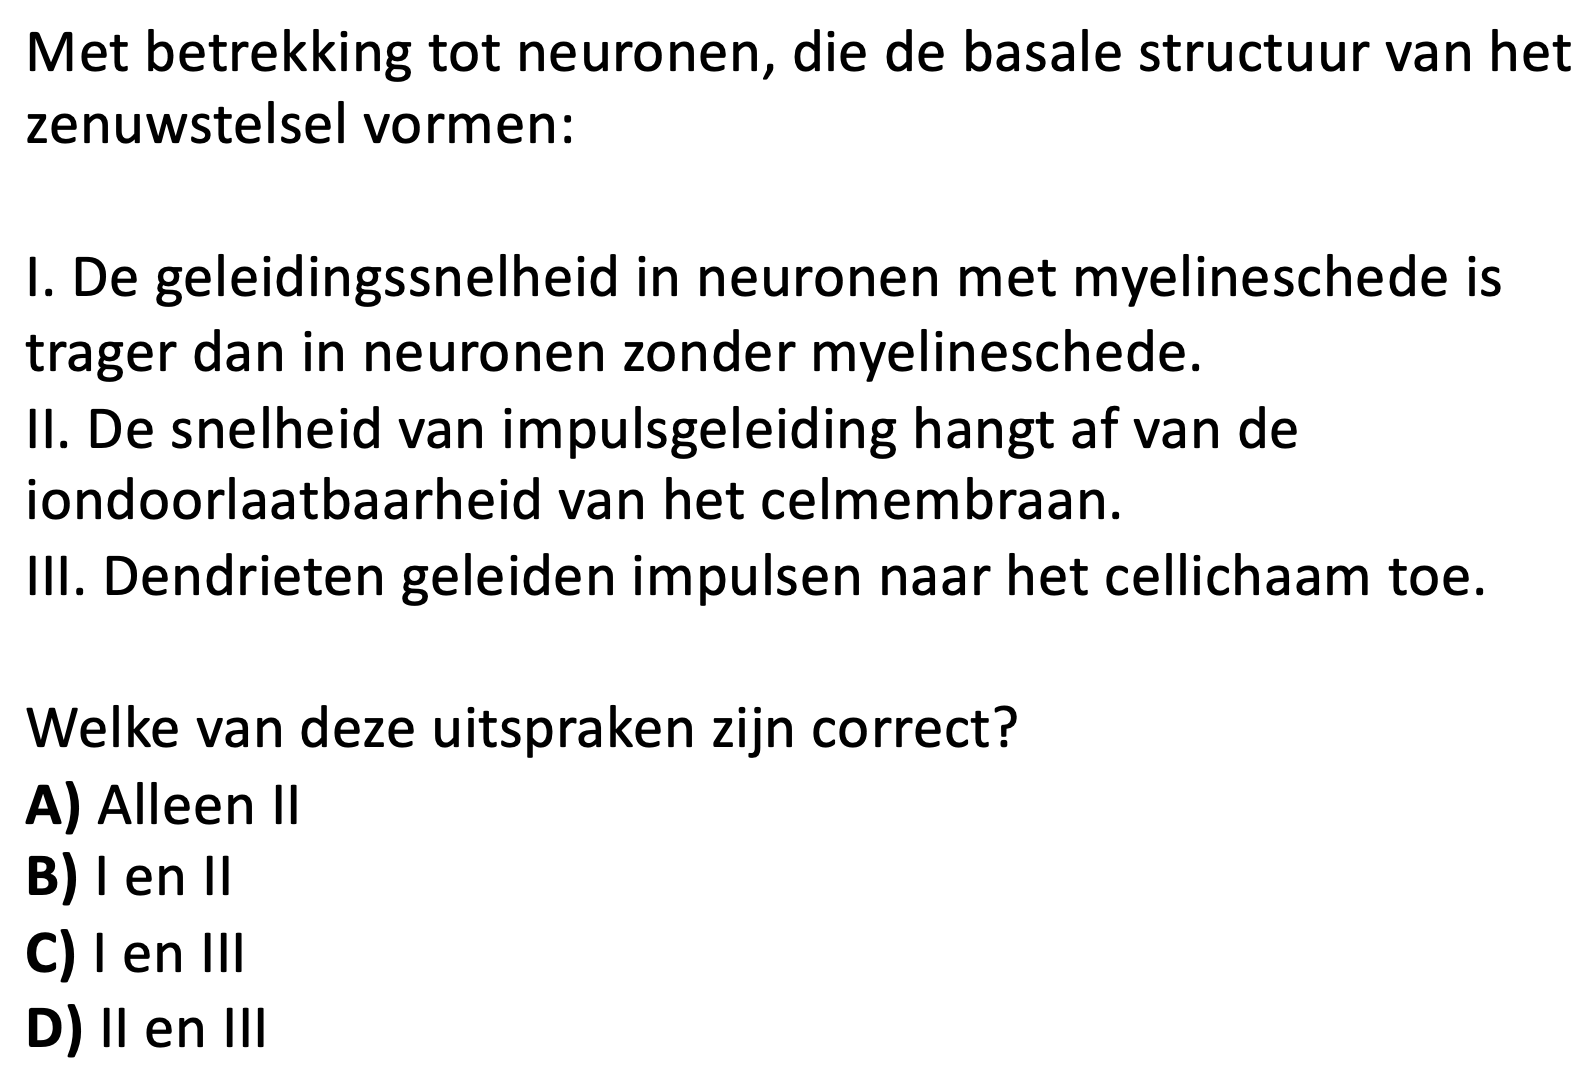 Met betrekking tot neuronen, die de basale structuur van het
zenuwstelsel vormen:
I. De geleidingssnelheid in neuronen met myelineschede is
trager dan in neuronen zonder myelineschede.
II. De snelheid van impulsgeleiding hangt af van de
iondoorlaatbaarheid van het celmembraan.
III. Dendrieten geleiden impulsen naar het cellichaam toe.
Welke van deze uitspraken zijn correct?
A) Alleen II
B) I en II
C) I en III
D) II en III